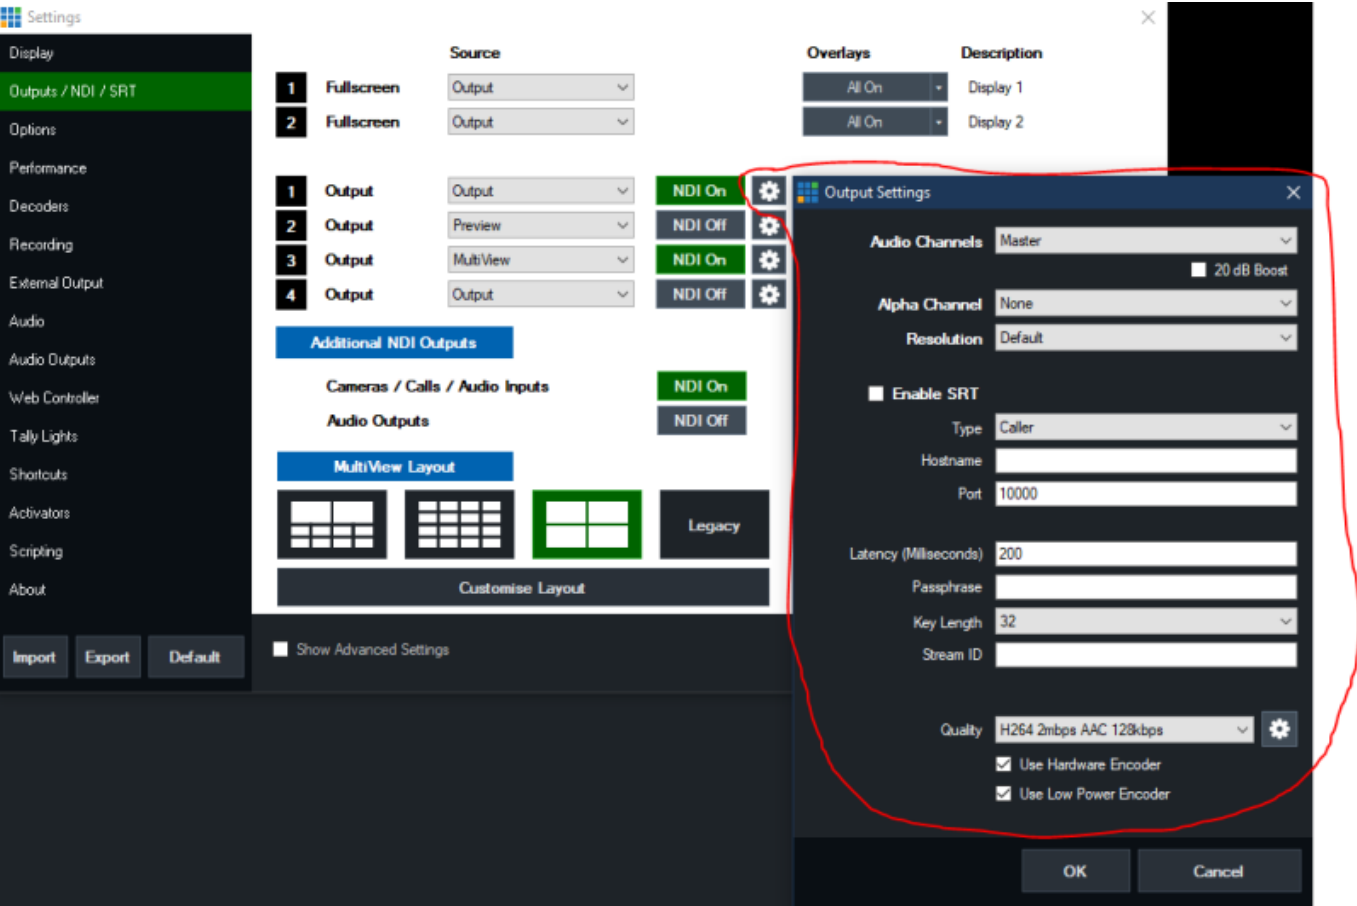 Settings
Display
Outputs / NDI / SRT
Options
Performance
Decoders
Recording
External Output
Audio
Audio Outputs
Web Controller
Tally Lights
Shortcuts
Activators
Scripting
About
Import Export Default
Source Overlays Description
1 Fullscreen Output All On Display 1
2 Fullscreen Output All On Display 2
1 Output Output NDI On
2 Output Preview NDI Off
3 Output MultiView NDI On
4 Output Output NDI Off
Additional NDI Outputs
Cameras / Calls / Audio Inputs NDI On
Audio Outputs NDI Off
MultiView Layout
Legacy
Customise Layout
Show Advanced Settings
Output Settings
Audio Channels Master
20 dB Boost
Alpha Channel None
Resolution Default
Enable SRT
Type Caller
Hostname
Port 10000
Latency (Milliseconds) 200
Passphrase
Key Length 32
Stream ID
Quality H264 2mbps AAC 128kbps
Use Hardware Encoder
Use Low Power Encoder
OK Cancel